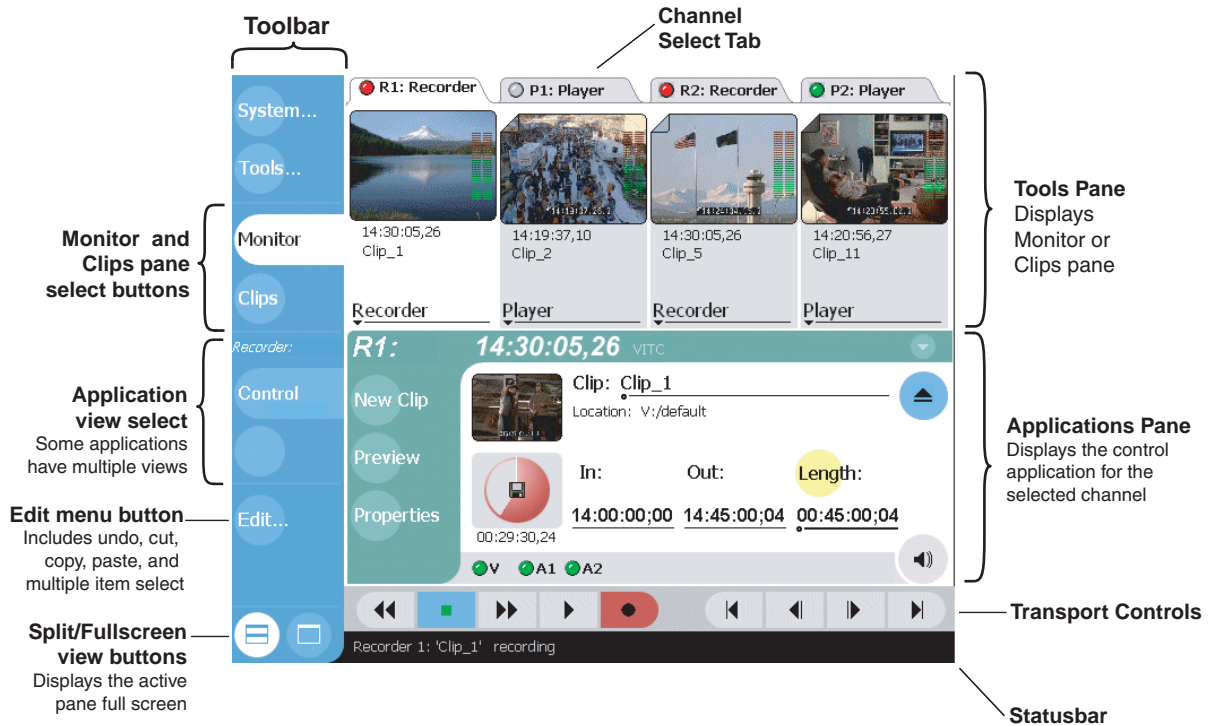 Toolbar
Channel
Select Tab
R1: Recorder
P1: Player
R2: Recorder
P2: Player
System...
Tools...
Monitor
Clips
Monitor and
Clips pane
select buttons
14:30:05,26
Clip_1
14:19:37,10
Clip_2
14:30:05,26
Clip_5
14:20:56,27
Clip_11
Recorder
Player
Recorder
Player
Tools Pane
Displays
Monitor or
Clips pane
Recorder:
Control
Application
view select
Some applications
have multiple views
R1:
14:30:05,26 VITC
New Clip
Preview
Properties
Clip: Clip_1
Location: V:/default
In:
Out:
Length:
14:00:00;00
14:45:00;04
00:45:00;04
00:29:30,24
V
A1
A2
Applications Pane
Displays the control
application for the
selected channel
Edit menu button
Includes undo, cut,
copy, paste, and
multiple item select
Edit...
Transport Controls
Split/Fullscreen
view buttons
Displays the active
pane full screen
Recorder 1: 'Clip_1' recording
Statusbar